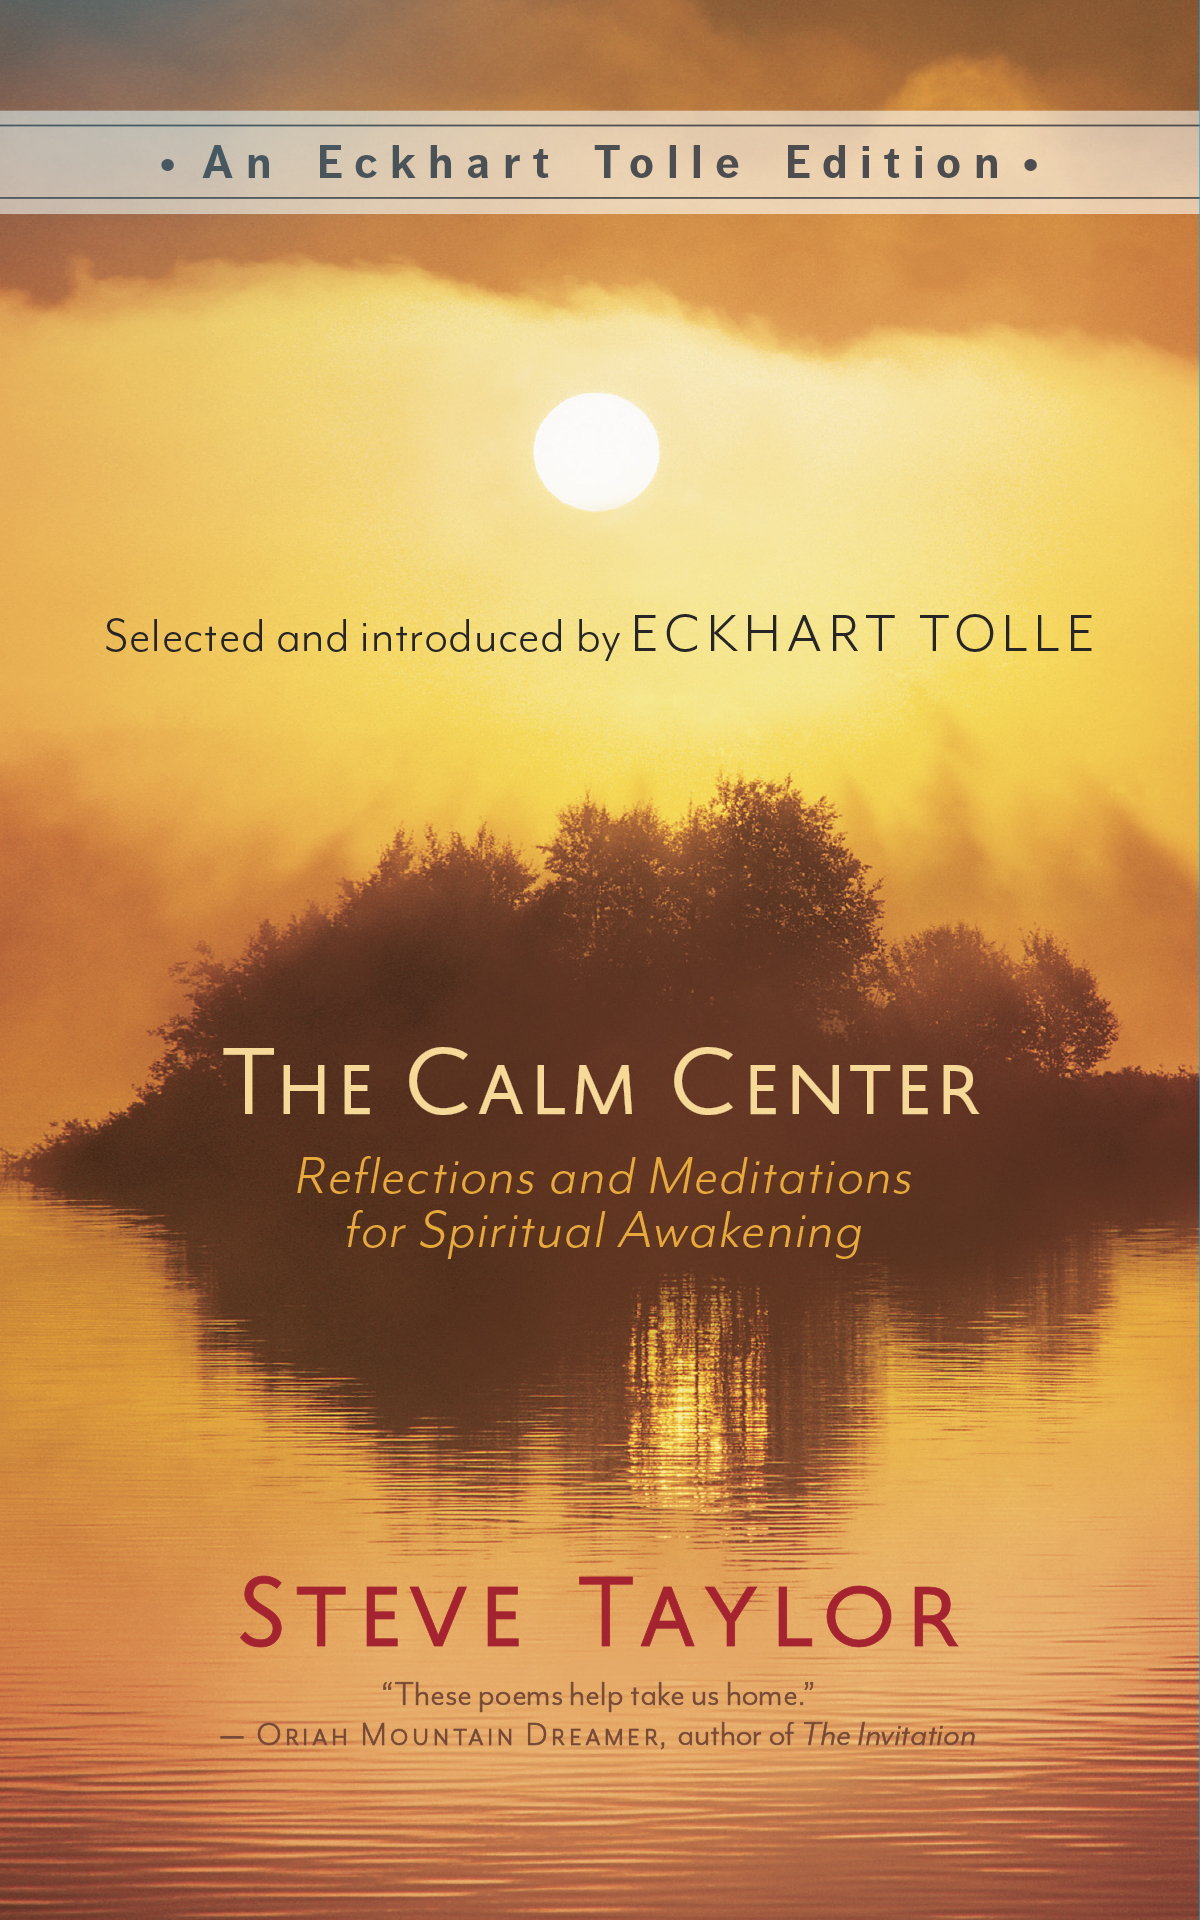 • An Eckhart Tolle Edition •
Selected and introduced by ECKHART TOLLE
THE CALM CENTER
Reflections and Meditations
for Spiritual Awakening
STEVE TAYLOR
“These poems help take us home.”
— ORIAH MOUNTAIN DREAMER, author of The Invitation